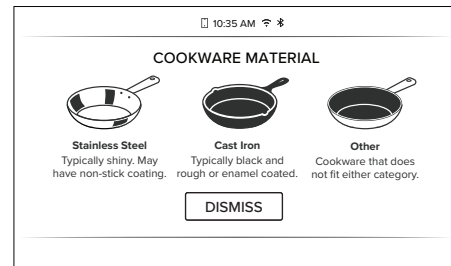 10:35 AM
COOKWARE MATERIAL
Stainless Steel
Typically shiny. May
have non-stick coating.
Cast Iron
Typically black and
rough or enamel coated.
Other
Cookware that does
not fit either category.
DISMISS